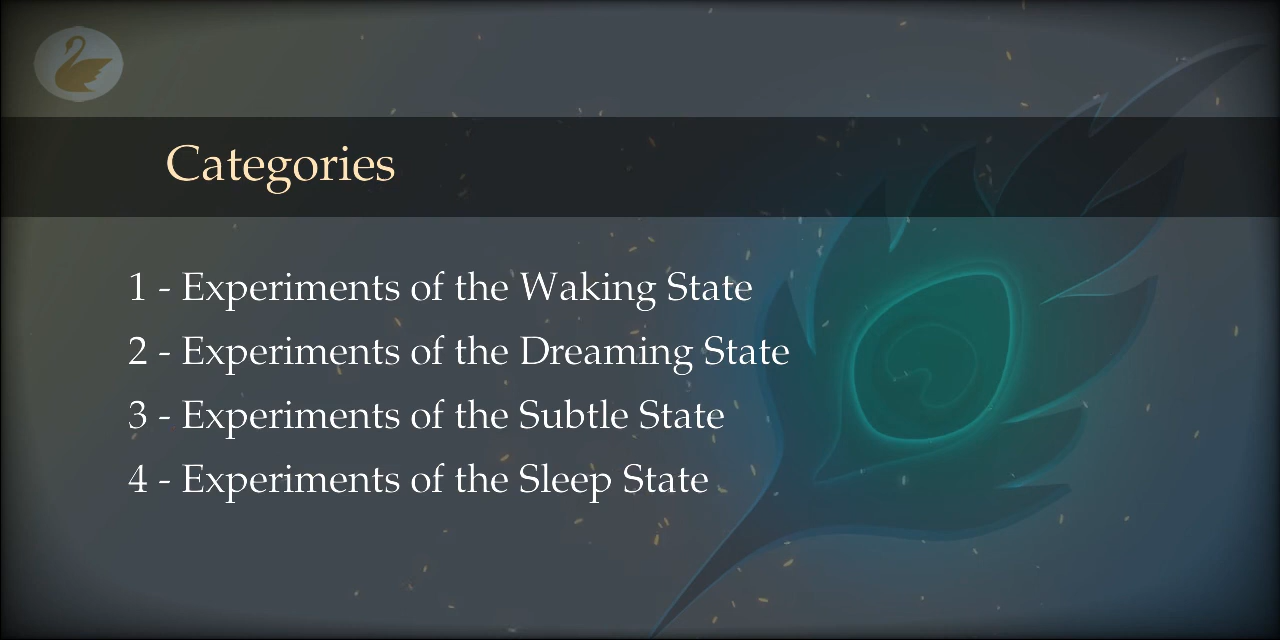 Categories
1 - Experiments of the Waking State
2 - Experiments of the Dreaming State
3 - Experiments of the Subtle State
4 - Experiments of the Sleep State